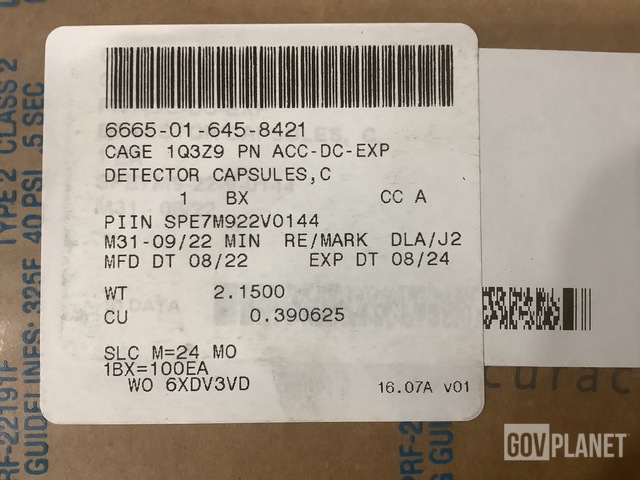 6665-01-645-8421
CAGE 1Q3Z9 PN ACC-DC-EXP
DETECTOR CAPSULES,C
1 BX CC A
PIIN SPE7M922V0144
M31-09/22 MIN RE/MARK DLA/J2
MFD DT 08/22 EXP DT 08/24
WT 2.1500
CU 0.390625
SLC M=24 MO
1BX=100EA
WO 6XDV3VD 16.07A v01
PRF-22191F TYPE 2 CLASS 2
GUIDELINES: 325F 40 PSI .5 SEC
curac
GOVPLANET